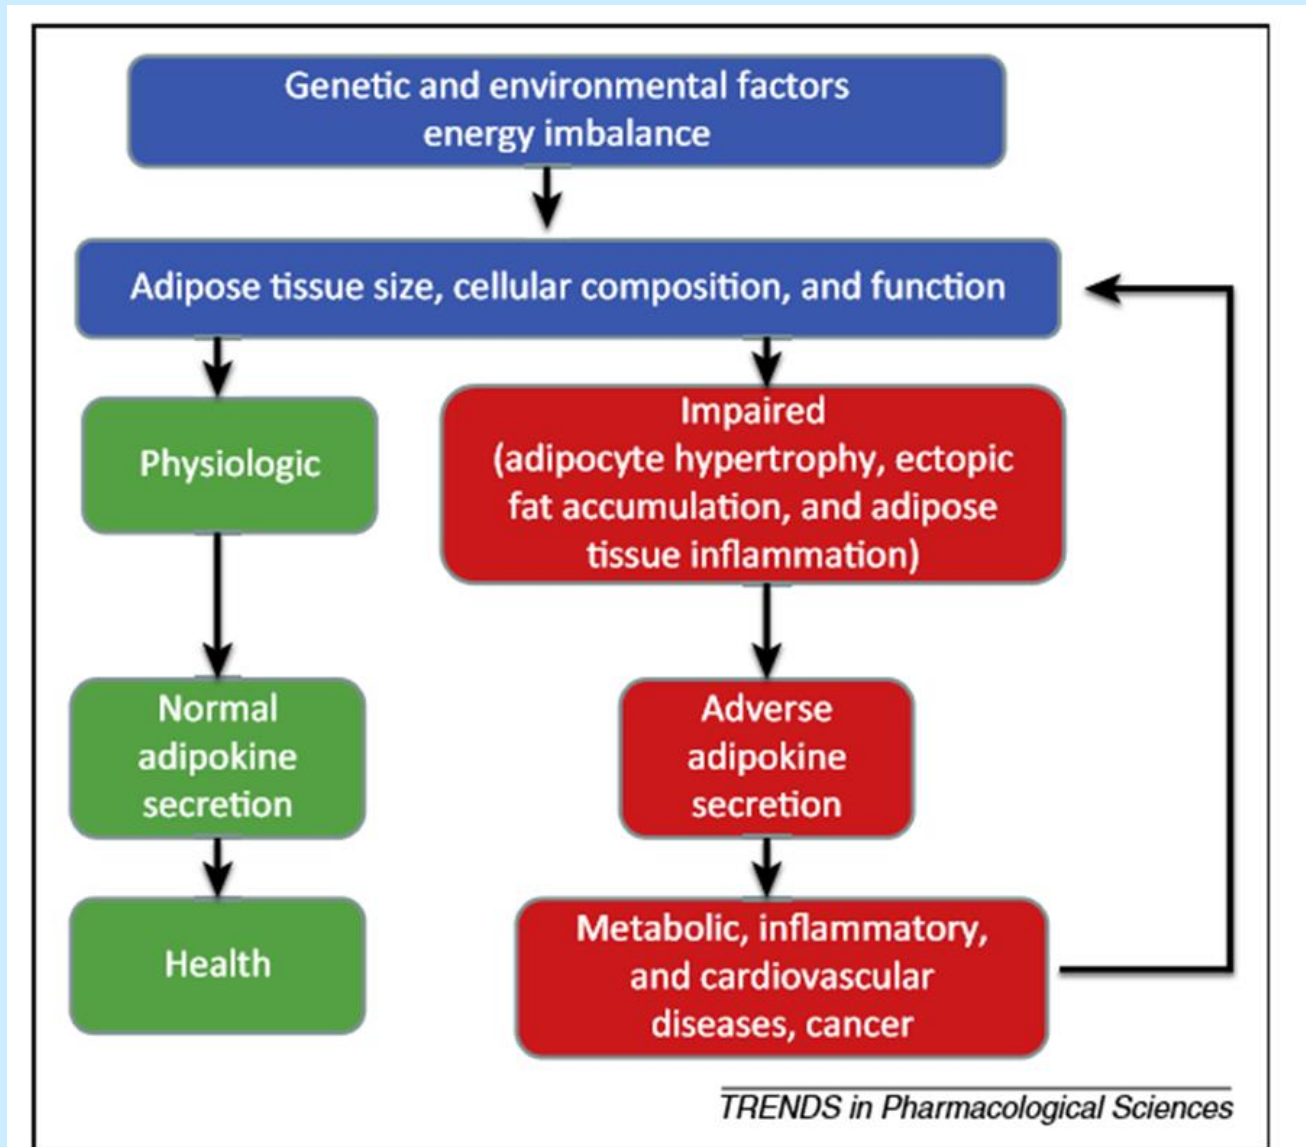 Genetic and environmental factors
energy imbalance
Adipose tissue size, cellular composition, and function
Physiologic
Impaired
(adipocyte hypertrophy, ectopic
fat accumulation, and adipose
tissue inflammation)
Normal
adipokine
secretion
Adverse
adipokine
secretion
Health
Metabolic, inflammatory,
and cardiovascular
diseases, cancer
TRENDS in Pharmacological Sciences